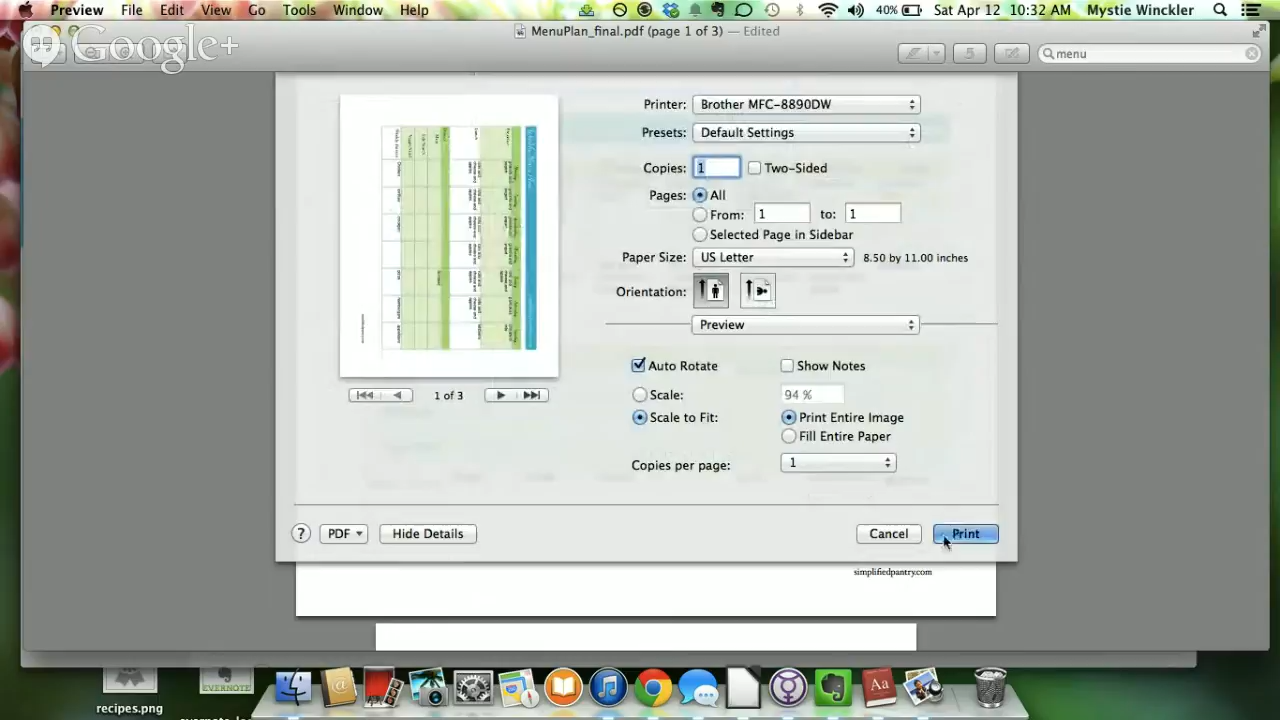 Preview File Edit View Go Tools Window Help 40% Sat Apr 12 10:32 AM Mystie Winckler
MenuPlan_final.pdf (page 1 of 3) — Edited
Google+
5
menu
Printer: Brother MFC-8890DW
Presets: Default Settings
Copies: 1 Two-Sided
Pages: All
From: 1 to: 1
Selected Page in Sidebar
Paper Size: US Letter 8.50 by 11.00 inches
Orientation:
Preview
Auto Rotate Show Notes
1 of 3
Scale: 94 %
Scale to Fit: Print Entire Image
Fill Entire Paper
Copies per page: 1
? PDF Hide Details Cancel Print
simplifiedpantry.com
Aa
EVERNOTE
recipes.png